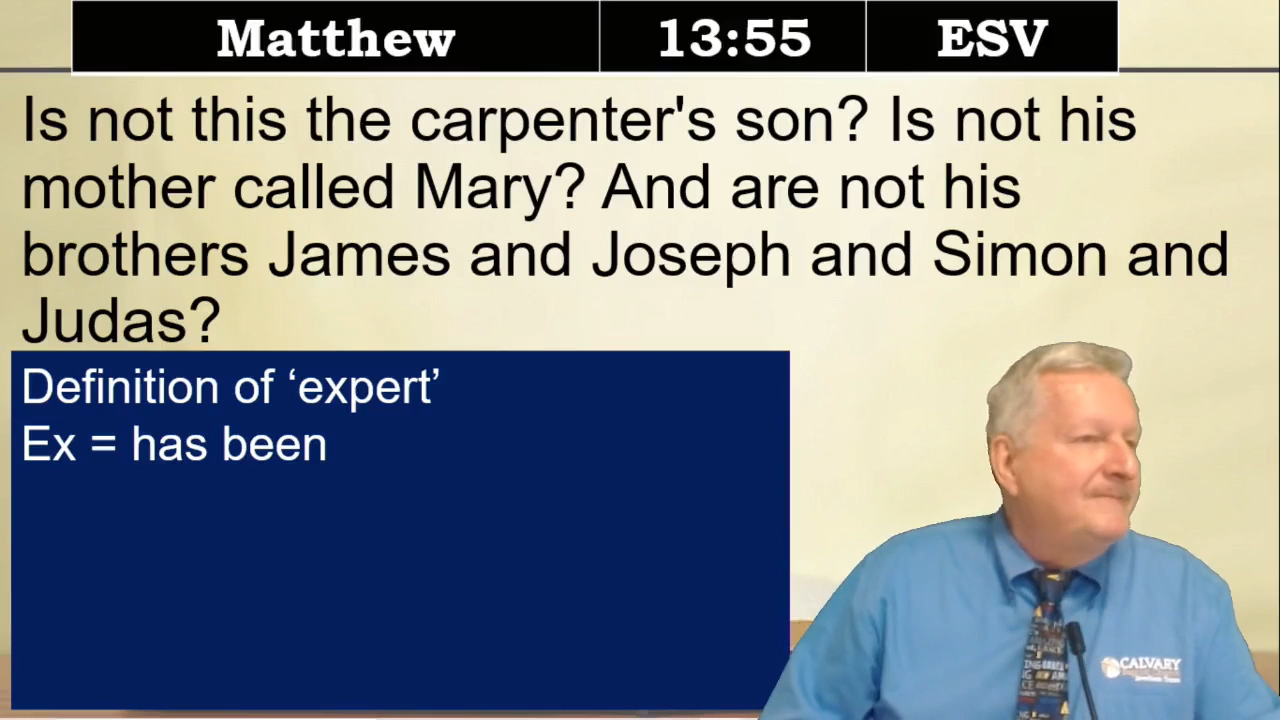 Matthew 13:55 ESV
Is not this the carpenter's son? Is not his
mother called Mary? And are not his
brothers James and Joseph and Simon and
Judas?
Definition of ‘expert’
Ex = has been
CALVARY